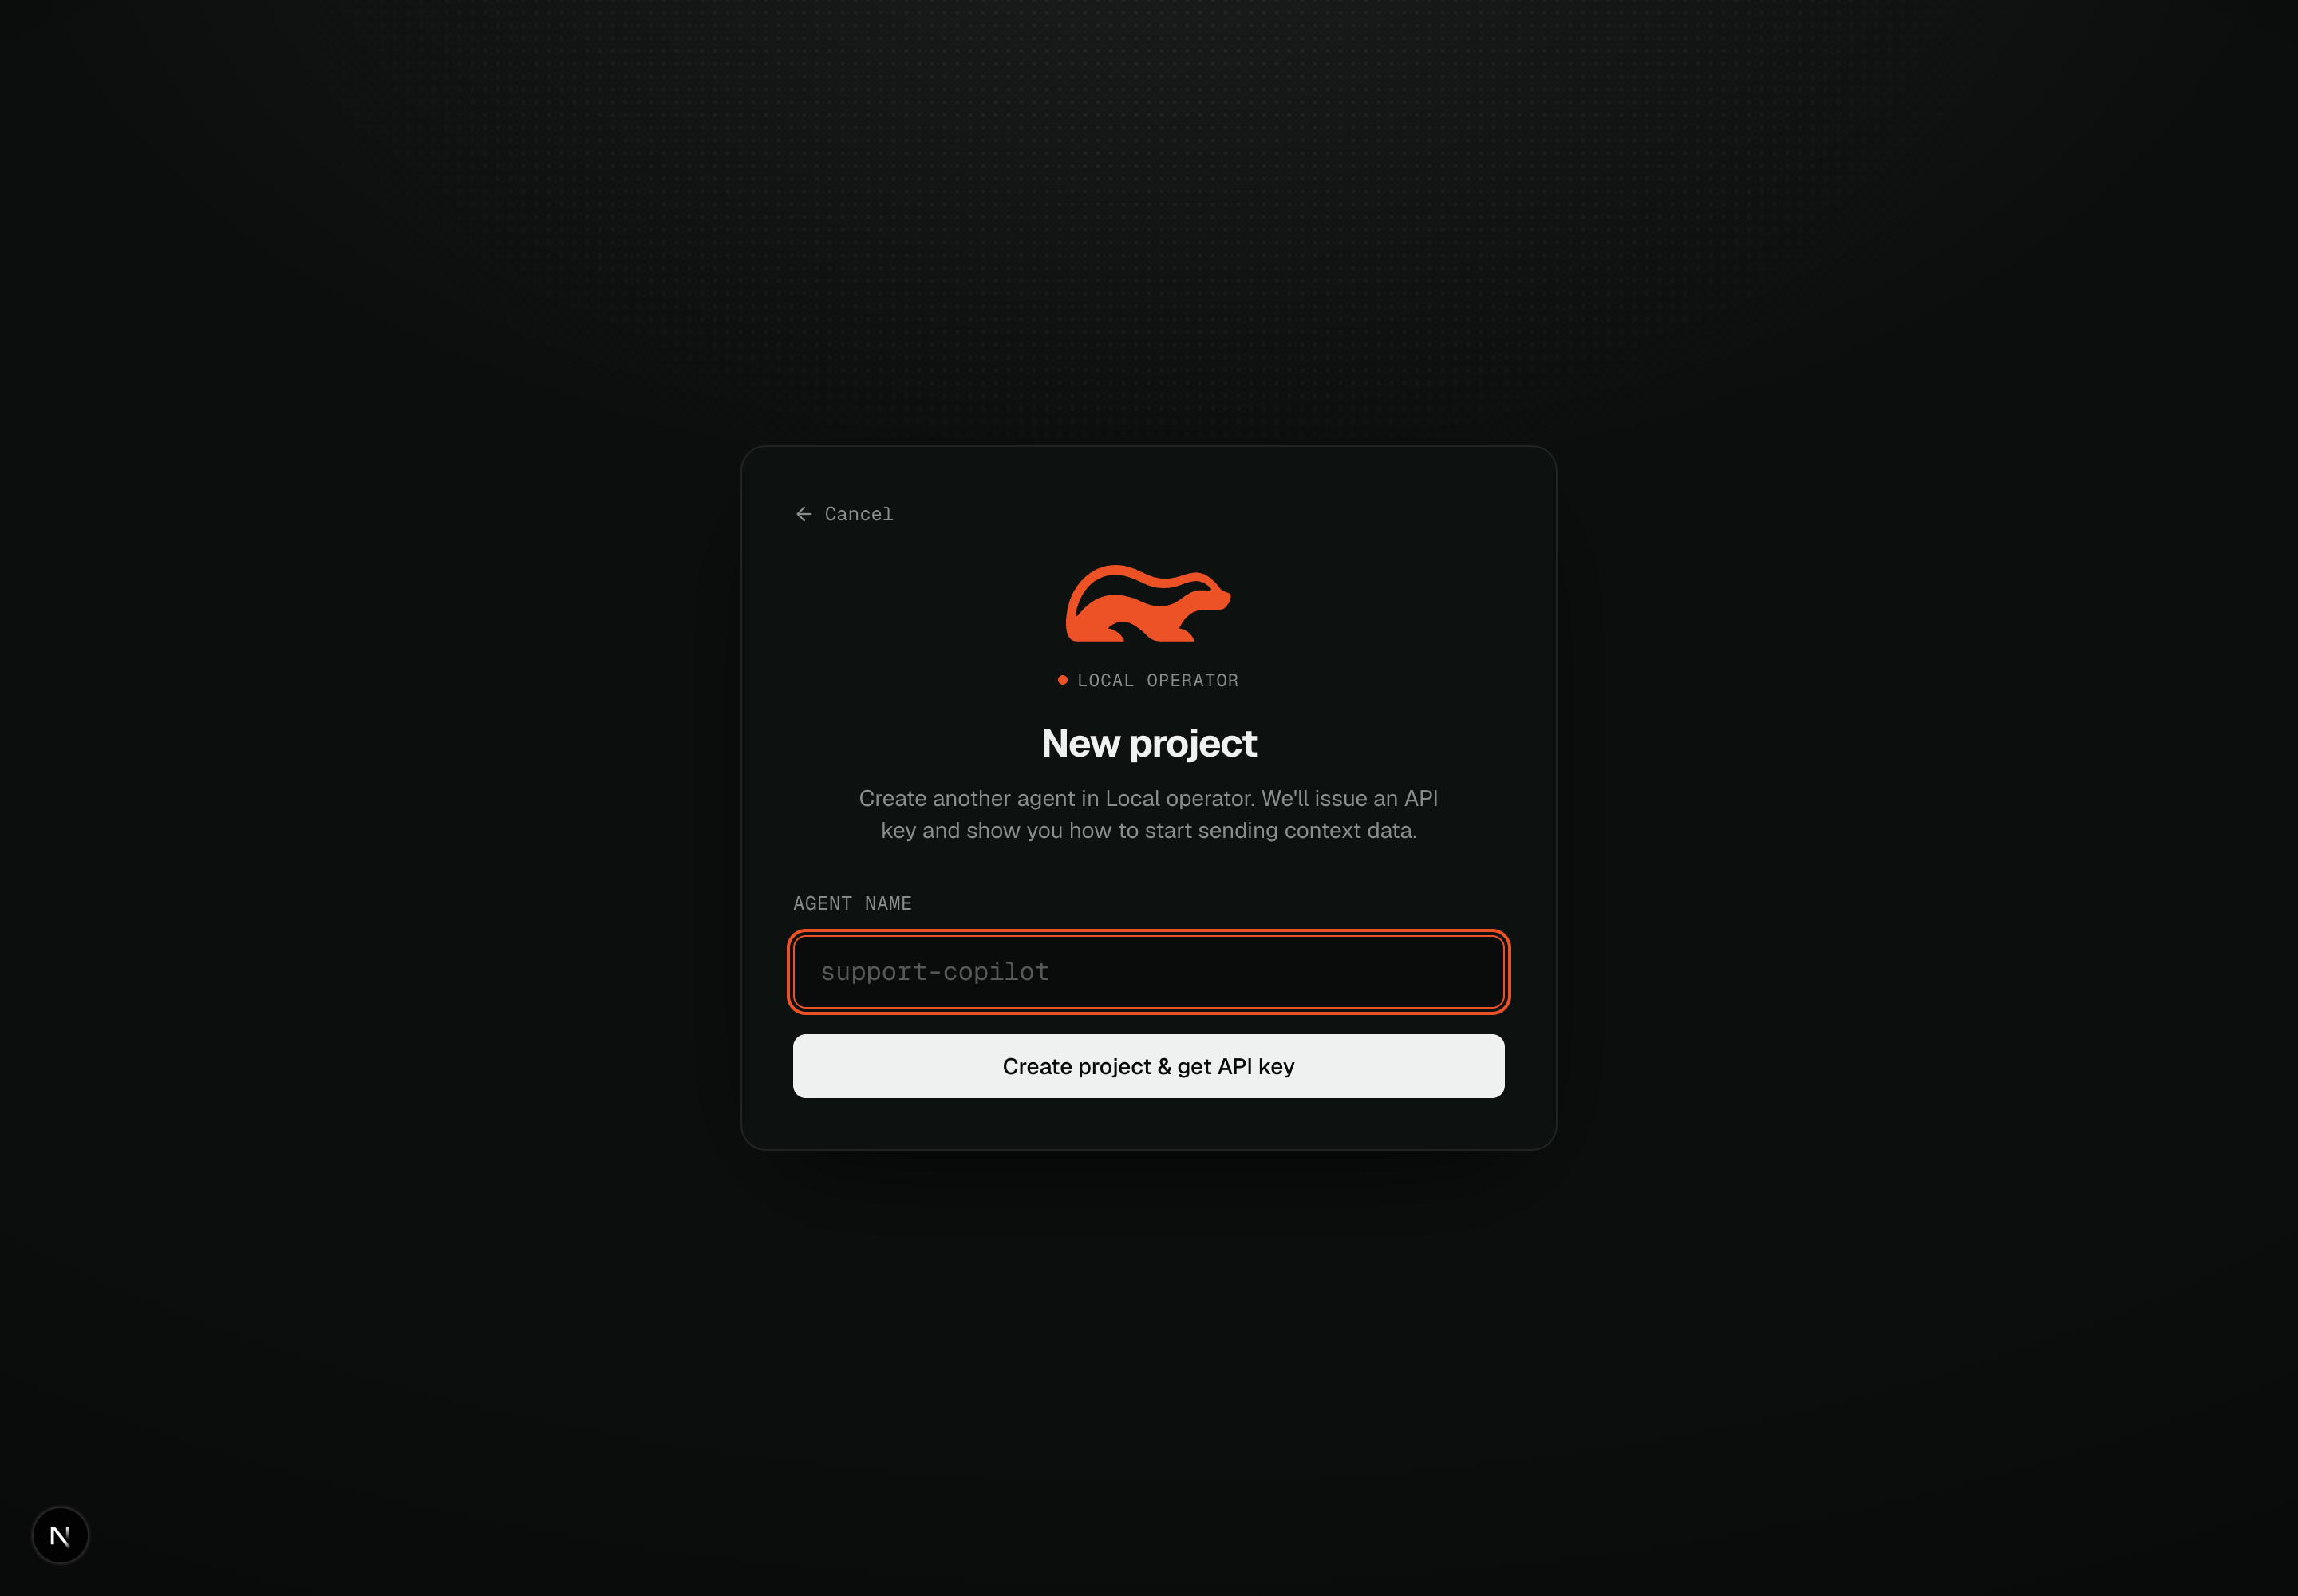 Cancel
LOCAL OPERATOR
New project
Create another agent in Local operator. We'll issue an API
key and show you how to start sending context data.
AGENT NAME
support-copilot
Create project & get API key
N